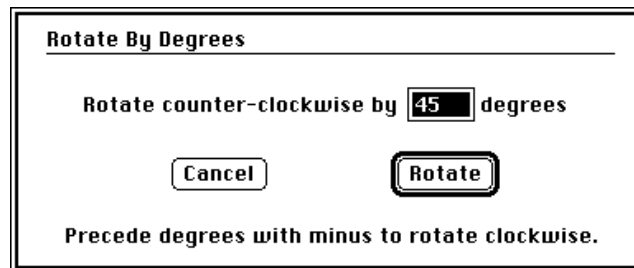 Rotate By Degrees
Rotate counter-clockwise by 45 degrees
Cancel Rotate
Precede degrees with minus to rotate clockwise.